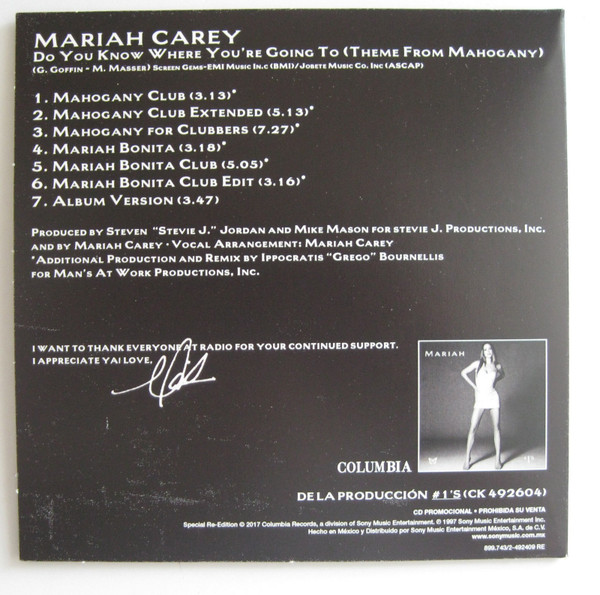 MARIAH CAREY
DO YOU KNOW WHERE YOU'RE GOING TO (THEME FROM MAHOGANY)
(G. GOFFIN - M. MASSER) SCREEN GEMS-EMI MUSIC IN.C (BMI)/JOBETE MUSIC CO. INC (ASCAP)
1. MAHOGANY CLUB (3.13)*
2. MAHOGANY CLUB EXTENDED (5.13)*
3. MAHOGANY FOR CLUBBERS (7.27)*
4. MARIAH BONITA (3.18)*
5. MARIAH BONITA CLUB (5.05)*
6. MARIAH BONITA CLUB EDIT (3.16)*
7. ALBUM VERSION (3.47)
PRODUCED BY STEVEN "STEVIE J." JORDAN AND MIKE MASON FOR STEVIE J. PRODUCTIONS, INC.
AND BY MARIAH CAREY · VOCAL ARRANGEMENT: MARIAH CAREY
*ADDITIONAL PRODUCTION AND REMIX BY IPPOCRATIS "GREGO" BOURNELLIS
FOR MAN'S AT WORK PRODUCTIONS, INC.
I WANT TO THANK EVERYONE AT RADIO FOR YOUR CONTINUED SUPPORT.
I APPRECIATE YA! LOVE,
MARIAH
COLUMBIA
DE LA PRODUCCIÓN #1'S (CK 492604)
CD PROMOCIONAL • PROHIBIDA SU VENTA
Special Re-Edition © 2017 Columbia Records, a division of Sony Music Entertainment. ℗ 1997 Sony Music Entertainment Inc.
Hecho en México y Distribuido por Sony Music Entertainment México, S.A. de C.V.
www.sonymusic.com.mx
899.743/2-492409 RE